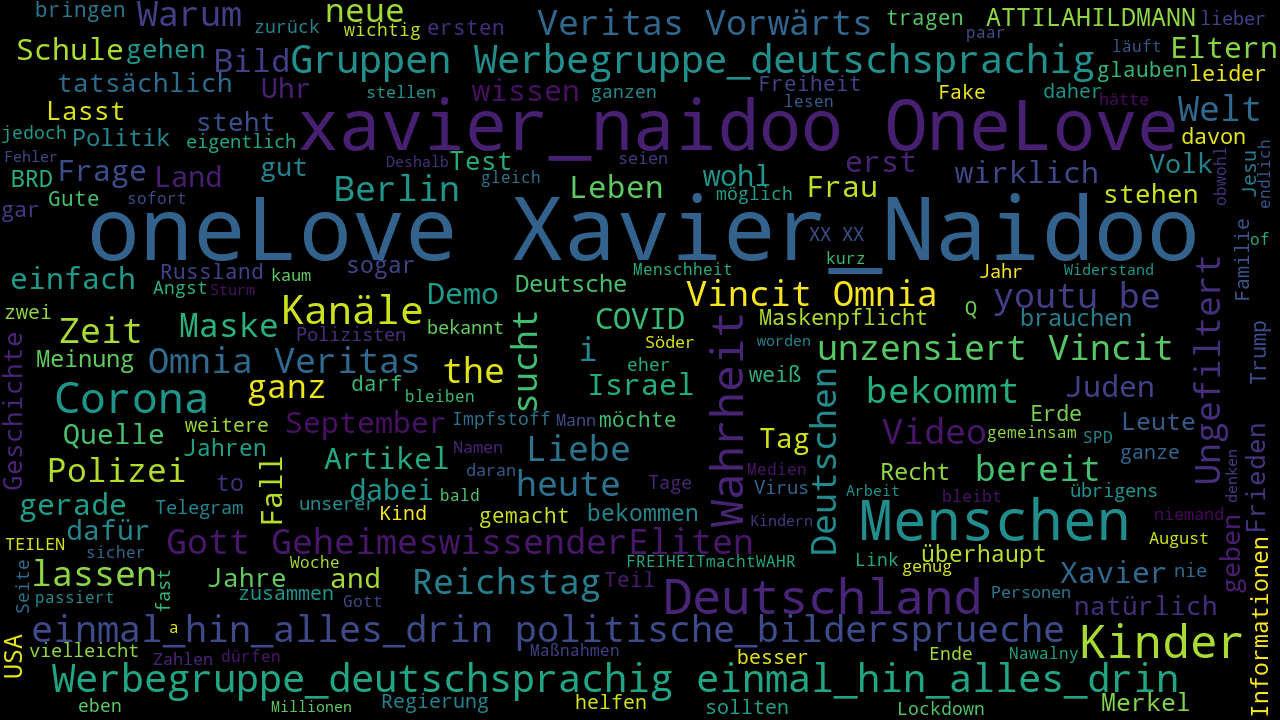 bringen Warum neue Veritas Vorwärts tragen ATTILAHILDMANN lieber
zurück wichtig ersten paar
Schule gehen Bild Gruppen Werbegruppe_deutschsprachig läuft Eltern
tatsächlich Uhr stellen wissen ganzen Freiheit Fake glauben daher leider
Lasst steht xavier_naidoo OneLove lesen hätte Welt
jedoch Politik eigentlich davon
Fehler Frage Land gut Deshalb Test seien erst wirklich Volk obwohl Jesu endlich
BRD Berlin gleich Leben wohl möglich Frau stehen
gar Gute sofort
oneLove Xavier_Naidoo XX XX of
einfach Russland sogar kaum Menschheit kurz Jahr Widerstand Familie
zwei Angst Sturm Kanäle Demo Deutsche Vincit Omnia Q youtu be
Zeit Maske Polizisten bekannt sucht COVID Maskenpflicht brauchen Ungefiltert Trump
Geschichte Meinung Omnia Veritas the i Söder Wahrheit worden unzensiert Vincit
Corona ganz darf bleiben eher Israel weiß Deutschen bekommt Juden
Quelle weitere September Impfstoff Mann möchte Tag Video Erde gemeinsam SPD Leute
Jahren Artikel Namen Liebe Medien Recht bereit ganze Frieden denken
Polizei to Fall dabei daran heute Tage Virus Arbeit bleibt übrigens
gerade Telegram unserer bald Kind gemacht bekommen Kindern Menschen niemand geben
dafür TEILEN sicher Gott GeheimeswissenderEliten überhaupt August
Seite lassen fast Jahre Woche and Reichstag FREIHEITmachtWAHR Link genug Xavier nie Informationen
passiert zusammen Gott Teil Deutschland Personen natürlich
einmal_hin_alles_drin politische_bildersprueche
USA a vielleicht Zahlen dürfen Maßnahmen besser Ende Nawalny Kinder
Werbegruppe_deutschsprachig einmal_hin_alles_drin
eben Millionen Regierung helfen sollten Lockdown Merkel